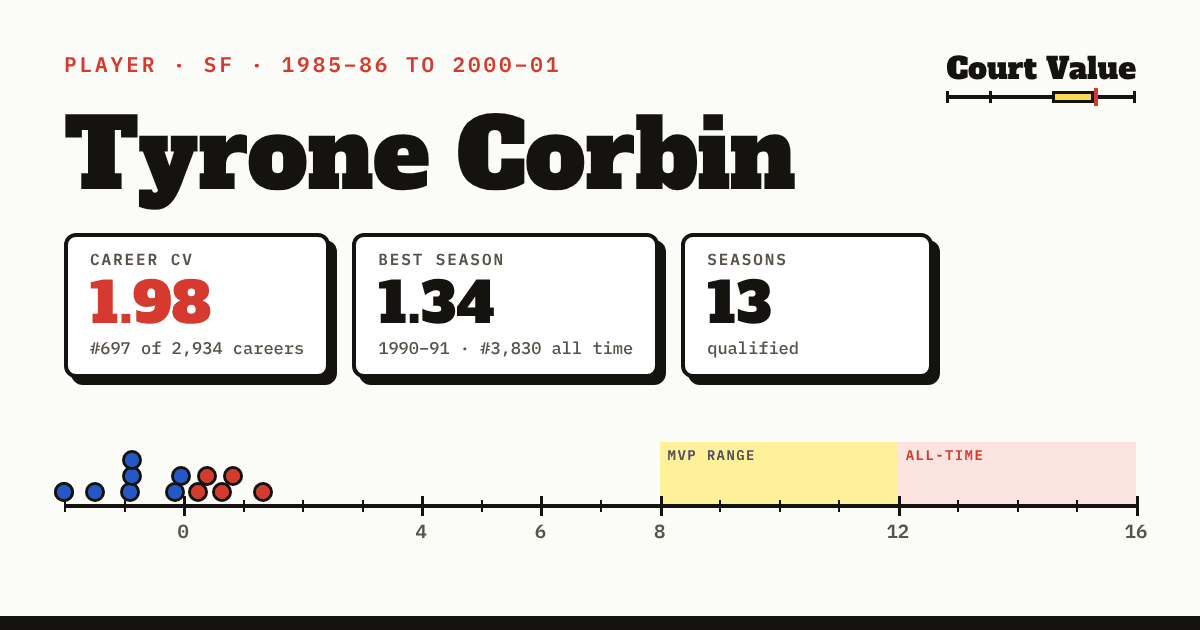 PLAYER · SF · 1985–86 TO 2000–01
Court Value
Tyrone Corbin
CAREER CV
1.98
#697 of 2,934 careers
BEST SEASON
1.34
1990–91 · #3,830 all time
SEASONS
13
qualified
MVP RANGE
ALL-TIME
0
4
6
8
12
16